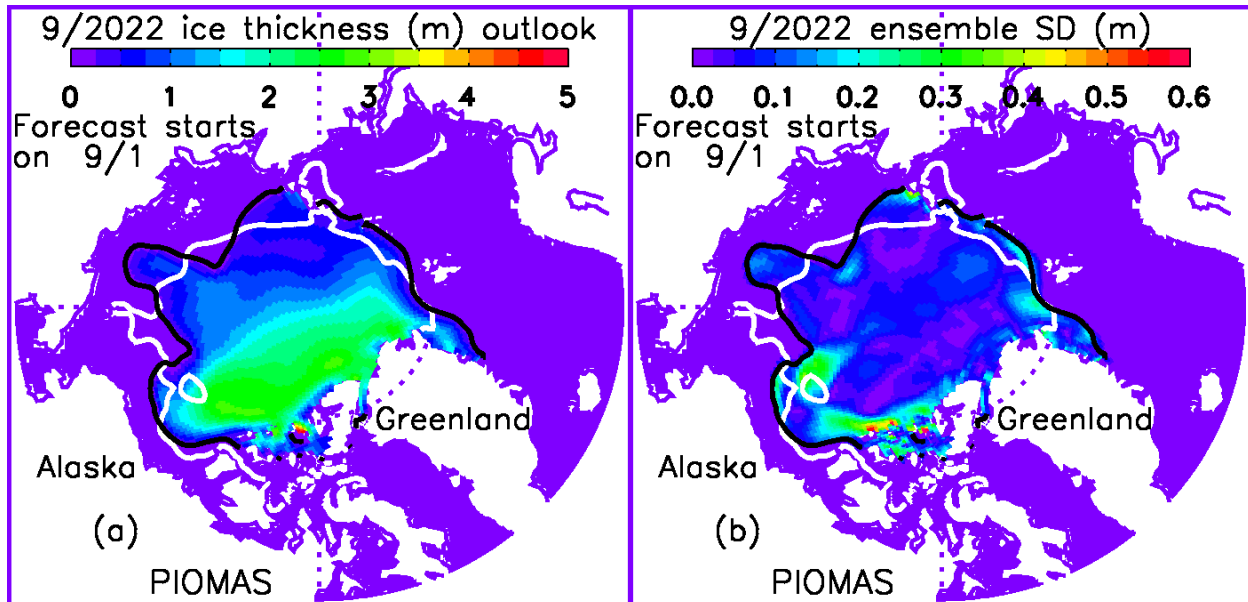 9/2022 ice thickness (m) outlook
0 1 2 3 4 5
Forecast starts
on 9/1
Greenland
Alaska
(a)
PIOMAS
9/2022 ensemble SD (m)
0.0 0.1 0.2 0.3 0.4 0.5 0.6
Forecast starts
on 9/1
Greenland
Alaska
(b)
PIOMAS